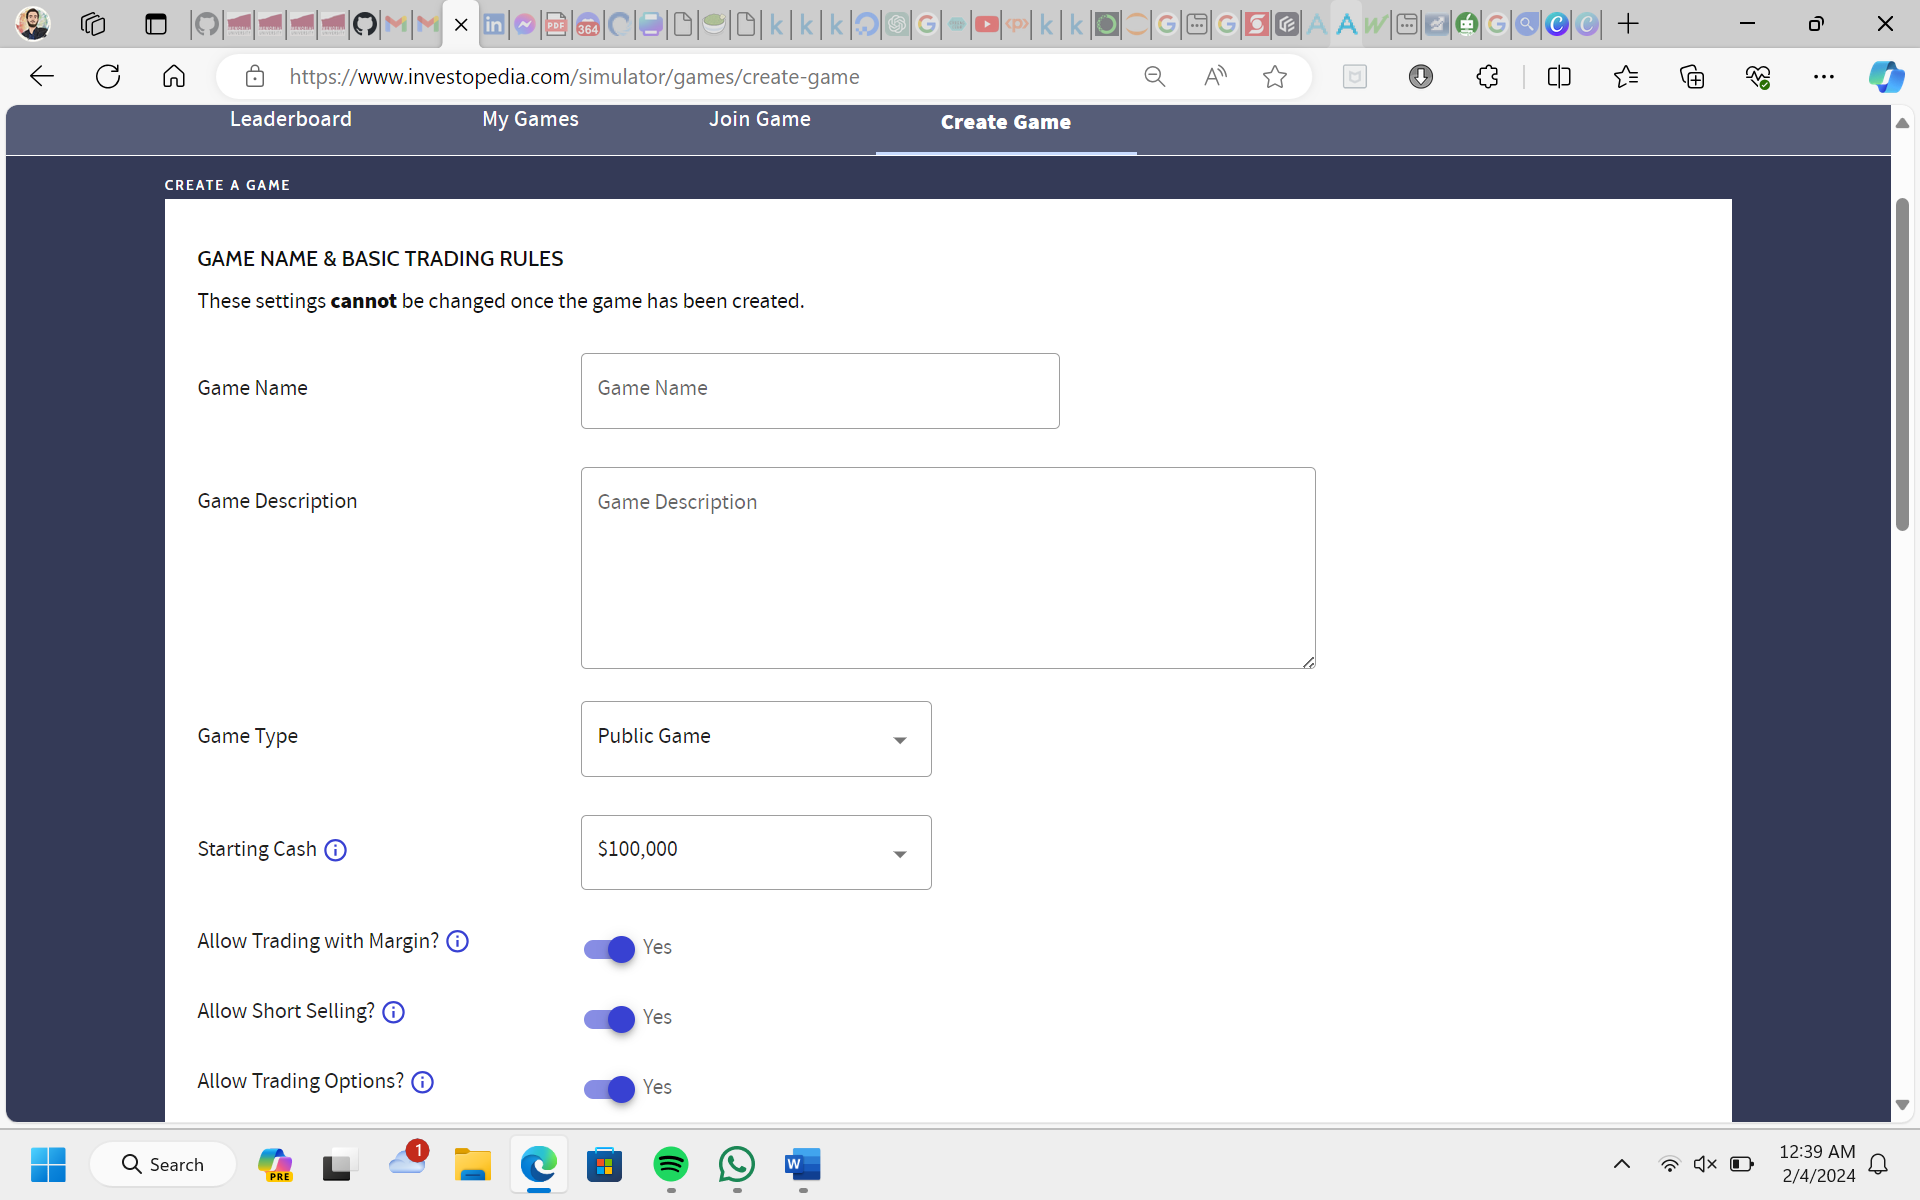 https://www.investopedia.com/simulator/games/create-game
Leaderboard
My Games
Join Game
Create Game
CREATE A GAME
GAME NAME & BASIC TRADING RULES
These settings cannot be changed once the game has been created.
Game Name
Game Name
Game Description
Game Description
Game Type
Public Game
Starting Cash
$100,000
Allow Trading with Margin?
Yes
Allow Short Selling?
Yes
Allow Trading Options?
Yes
Search
PRE
1
W
12:39 AM
2/4/2024